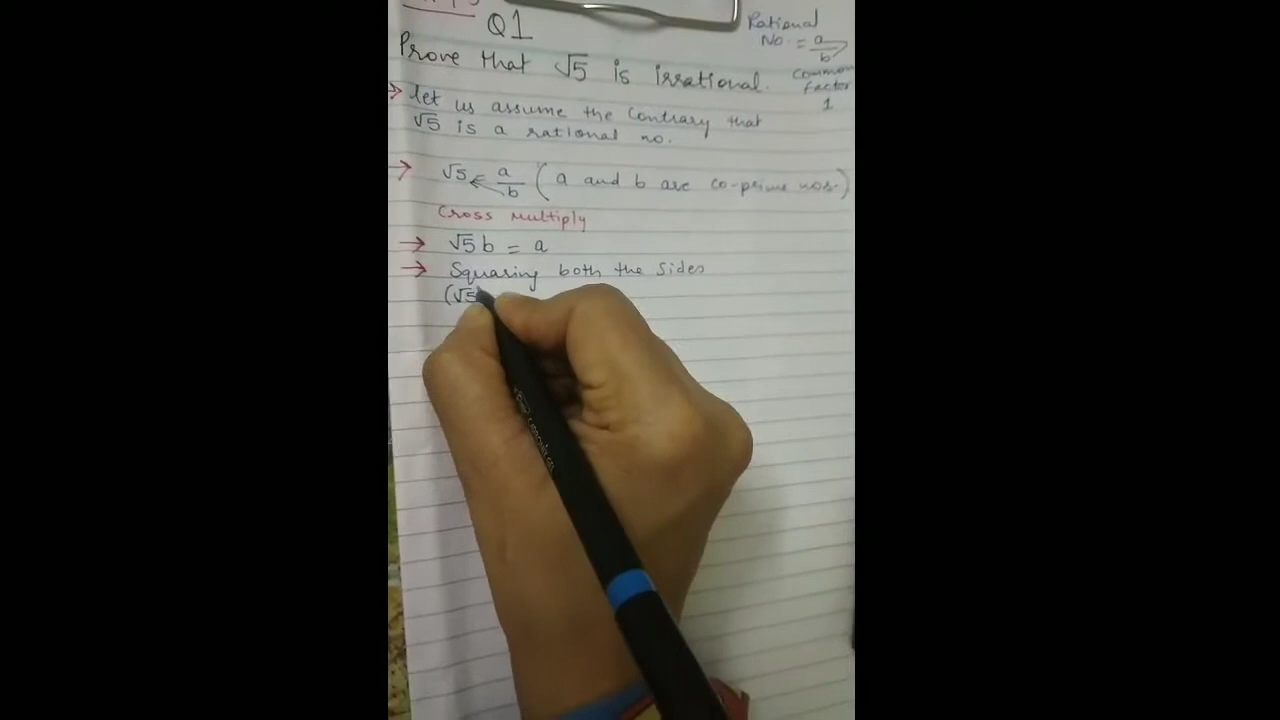 Q1
Rational
No. = a/b
Common
factor
1
Prove that √5 is irrational.
→ let us assume the Contrary that
√5 is a rational no.
→ √5 = a/b (a and b are co-prime nos.)
Cross Multiply
→ √5 b = a
→ Squaring both the Sides
(√5